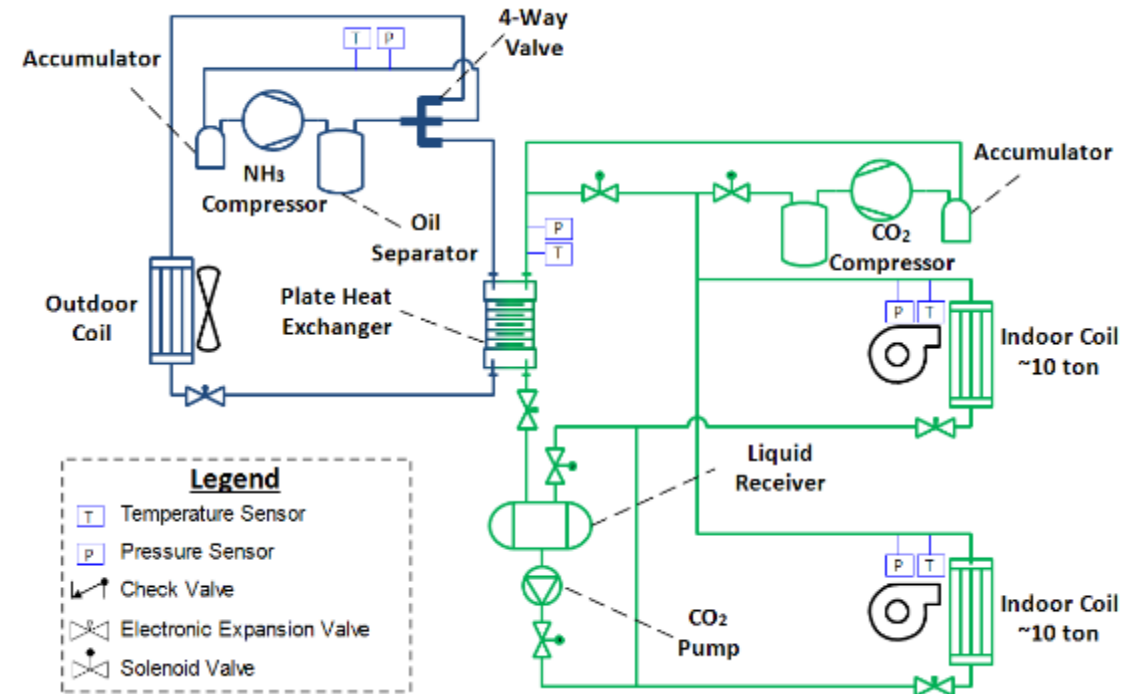 4-Way
Valve
Accumulator
T
P
NH₃
Compressor
Oil
Separator
Accumulator
CO₂
Compressor
P
T
Plate Heat
Exchanger
Outdoor
Coil
P
T
Indoor Coil
~10 ton
Liquid
Receiver
Legend
T
Temperature Sensor
P
Pressure Sensor
Check Valve
Electronic Expansion Valve
Solenoid Valve
P
T
Indoor Coil
~10 ton
CO₂
Pump